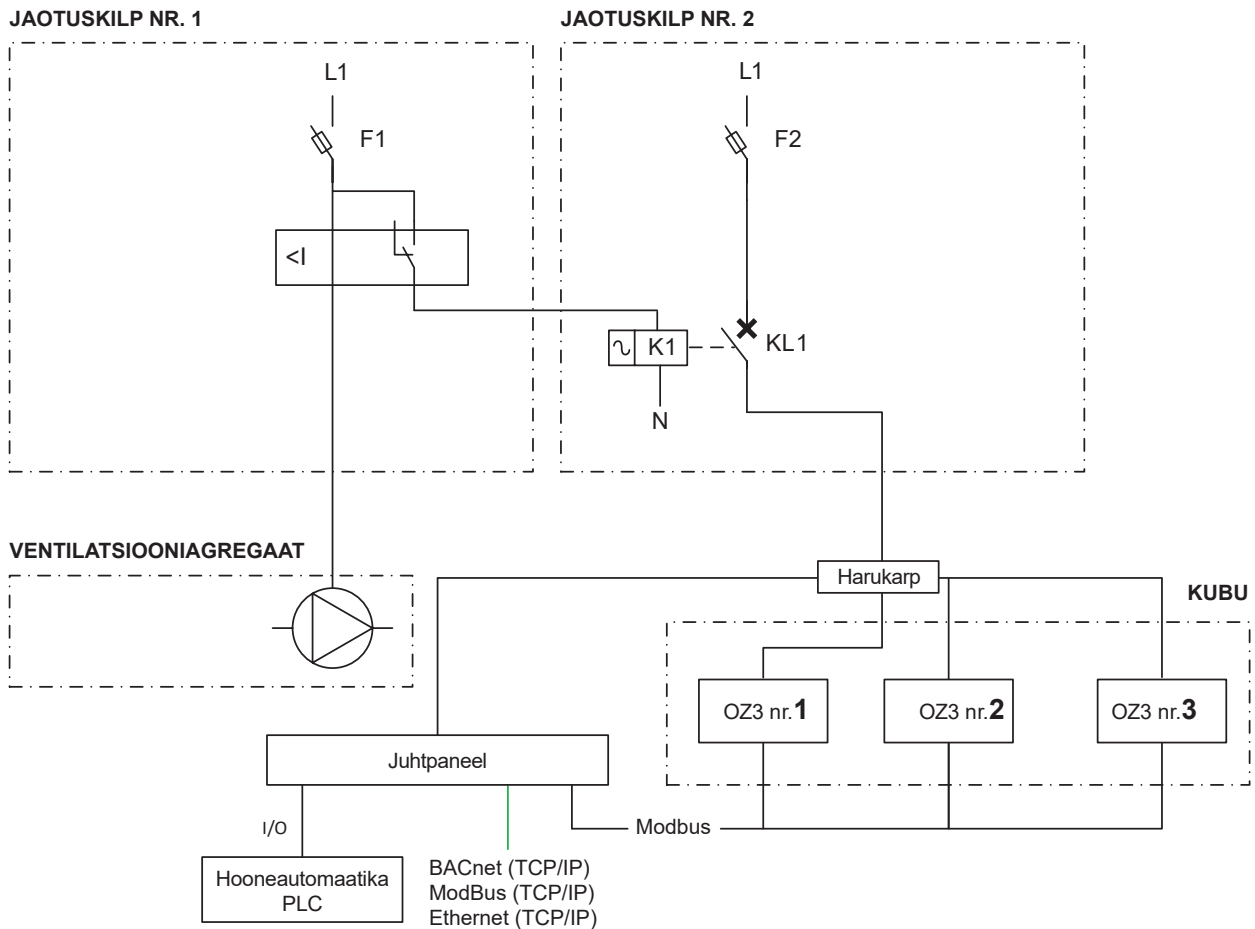 JAOTUSKILP NR. 1
JAOTUSKILP NR. 2
L1
L1
F1
F2
<I
K1
KL1
N
VENTILATSIOONIAGREGAAT
Harukarp
KUBU
OZ3 nr.1
OZ3 nr.2
OZ3 nr.3
Juhtpaneel
I/O
Modbus
Hooneautomaatika
PLC
BACnet (TCP/IP)
ModBus (TCP/IP)
Ethernet (TCP/IP)